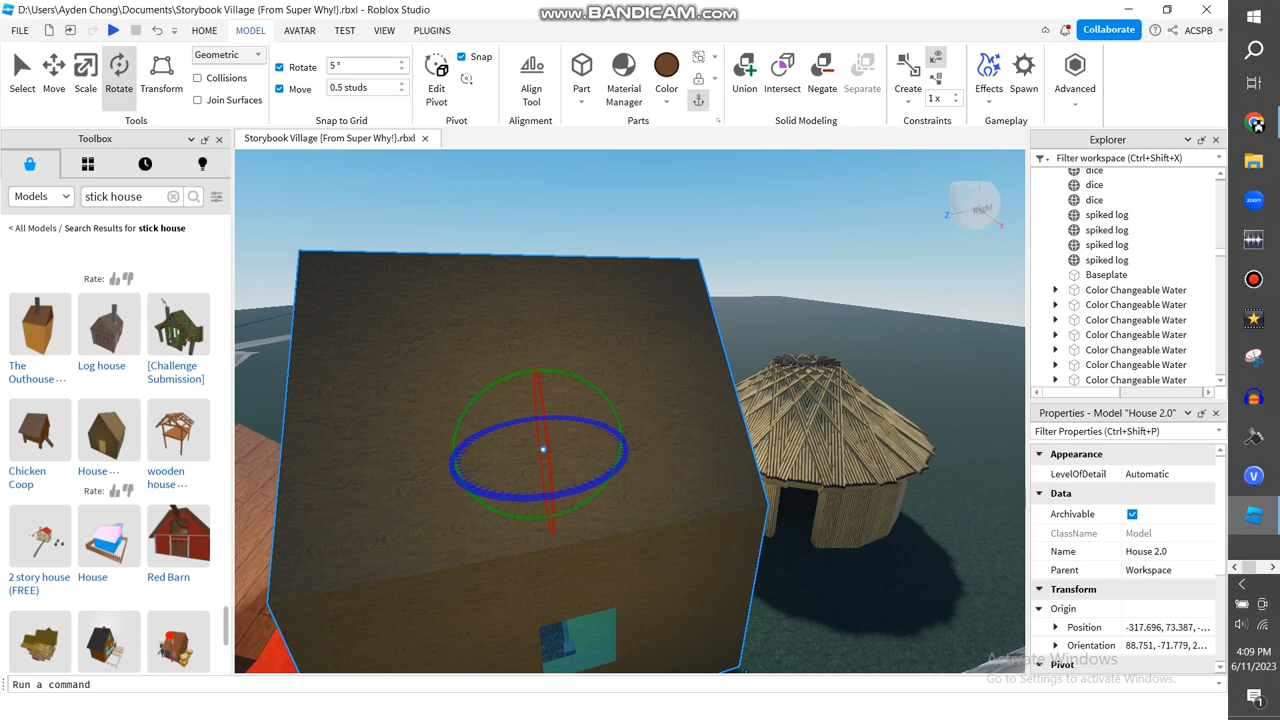 D:\Users\Ayden Chong\Documents\Storybook Village {From Super Why!}.rbxl - Roblox Studio
www.BANDICAM.com
FILE HOME MODEL AVATAR TEST VIEW PLUGINS Collaborate ACSPB
Geometric
Collisions
Join Surfaces
Select Move Scale Rotate Transform
Tools
Rotate 5 °
Move 0.5 studs
Snap to Grid
Edit Pivot
Snap
Pivot
Align Tool
Alignment
Part
Material Manager
Color
Parts
Union Intersect Negate Separate
Solid Modeling
Create
1 x
Constraints
Effects Spawn
Gameplay
Advanced
Toolbox
Storybook Village {From Super Why!}.rbxl
Models stick house
< All Models / Search Results for stick house
Rate:
The Outhouse ...
Log house
[Challenge Submission]
Chicken Coop
House ...
wooden house ...
Rate:
2 story house (FREE)
House
Red Barn
Right
Z
X
Explorer
Filter workspace (Ctrl+Shift+X)
dice
dice
dice
spiked log
spiked log
spiked log
spiked log
Baseplate
Color Changeable Water
Color Changeable Water
Color Changeable Water
Color Changeable Water
Color Changeable Water
Color Changeable Water
Color Changeable Water
Properties - Model "House 2.0"
Filter Properties (Ctrl+Shift+P)
Appearance
LevelOfDetail Automatic
Data
Archivable
ClassName Model
Name House 2.0
Parent Workspace
Transform
Origin
Position -317.696, 73.387, -...
Orientation 88.751, -71.779, 2...
Pivot
Activate Windows
Go to Settings to activate Windows.
Run a command
zoom
4:09 PM
6/11/2023
1